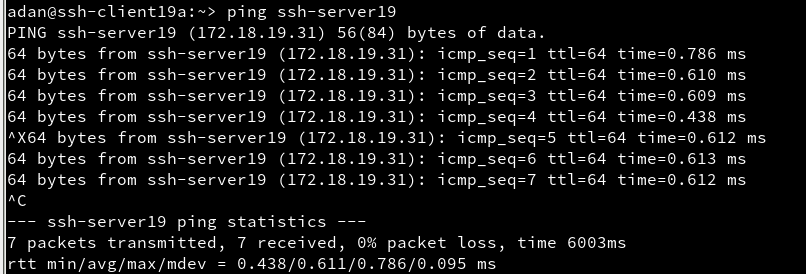 adan@ssh-client19a:~> ping ssh-server19
PING ssh-server19 (172.18.19.31) 56(84) bytes of data.
64 bytes from ssh-server19 (172.18.19.31): icmp_seq=1 ttl=64 time=0.786 ms
64 bytes from ssh-server19 (172.18.19.31): icmp_seq=2 ttl=64 time=0.610 ms
64 bytes from ssh-server19 (172.18.19.31): icmp_seq=3 ttl=64 time=0.609 ms
64 bytes from ssh-server19 (172.18.19.31): icmp_seq=4 ttl=64 time=0.438 ms
^X64 bytes from ssh-server19 (172.18.19.31): icmp_seq=5 ttl=64 time=0.612 ms
64 bytes from ssh-server19 (172.18.19.31): icmp_seq=6 ttl=64 time=0.613 ms
64 bytes from ssh-server19 (172.18.19.31): icmp_seq=7 ttl=64 time=0.612 ms
^C
--- ssh-server19 ping statistics ---
7 packets transmitted, 7 received, 0% packet loss, time 6003ms
rtt min/avg/max/mdev = 0.438/0.611/0.786/0.095 ms